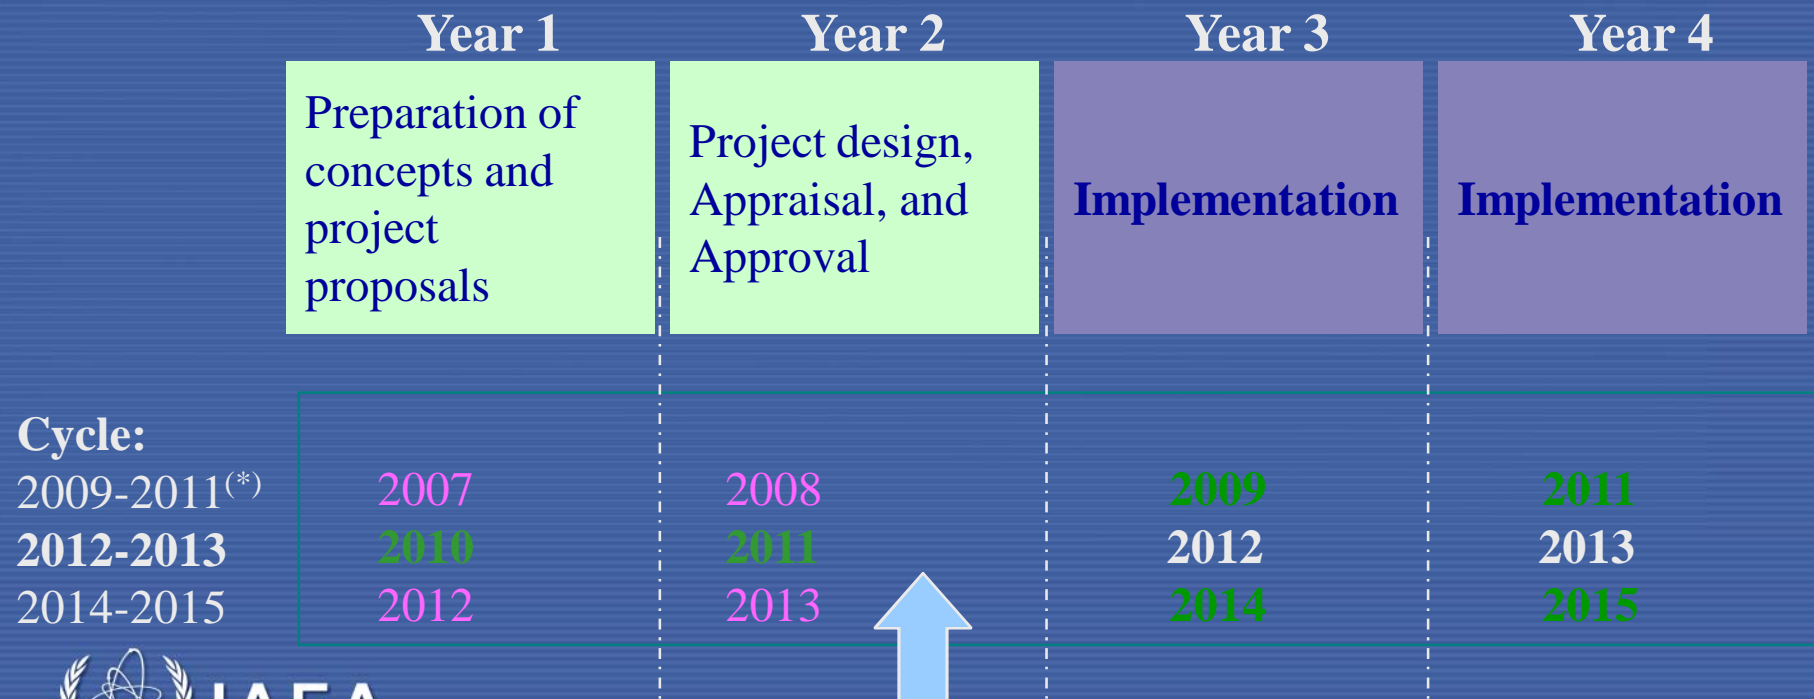 Year 1 Year 2 Year 3 Year 4
Preparation of
concepts and
project
proposals
Project design,
Appraisal, and
Approval
Implementation
Implementation
Cycle:
2009-2011(*) 2007 2008 2009 2011
2012-2013 2010 2011 2012 2013
2014-2015 2012 2013 2014 2015
IAEA